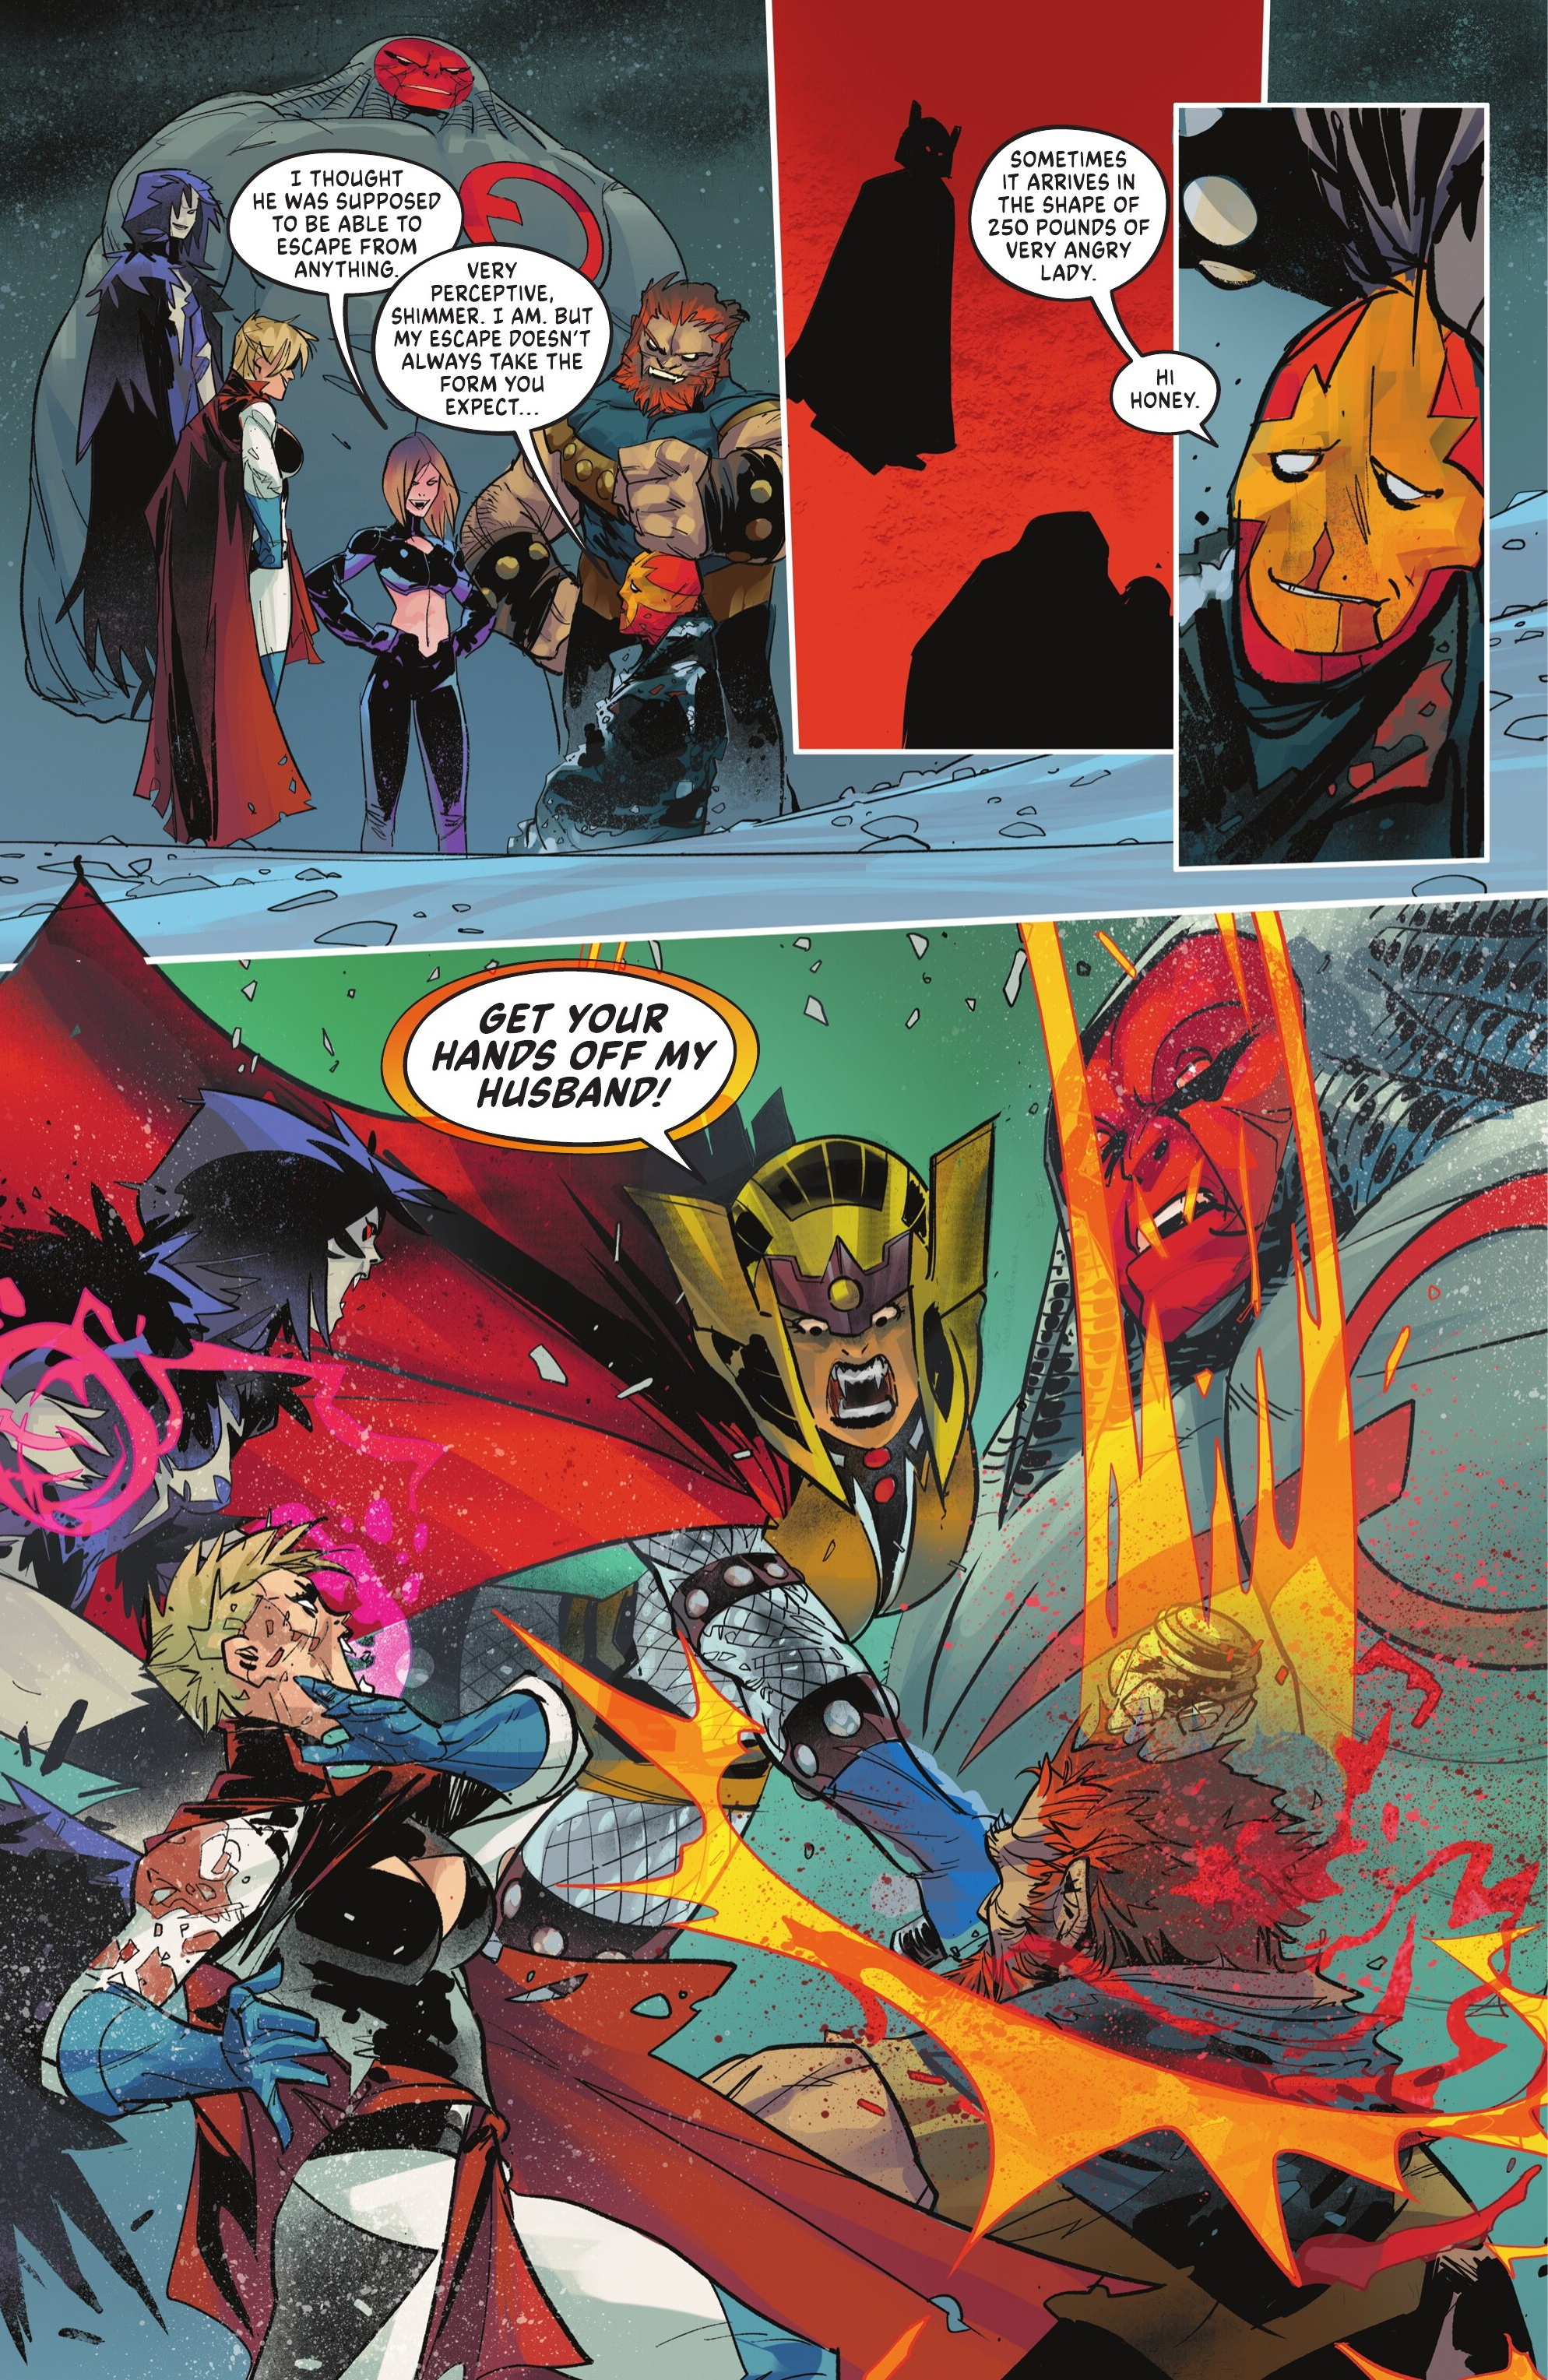 I THOUGHT
HE WAS SUPPOSED
TO BE ABLE TO
ESCAPE FROM
ANYTHING.
VERY
PERCEPTIVE,
SHIMMER. I AM. BUT
MY ESCAPE DOESN'T
ALWAYS TAKE THE
FORM YOU
EXPECT...
SOMETIMES
IT ARRIVES IN
THE SHAPE OF
250 POUNDS OF
VERY ANGRY
LADY.
HI
HONEY.
GET YOUR
HANDS OFF MY
HUSBAND!